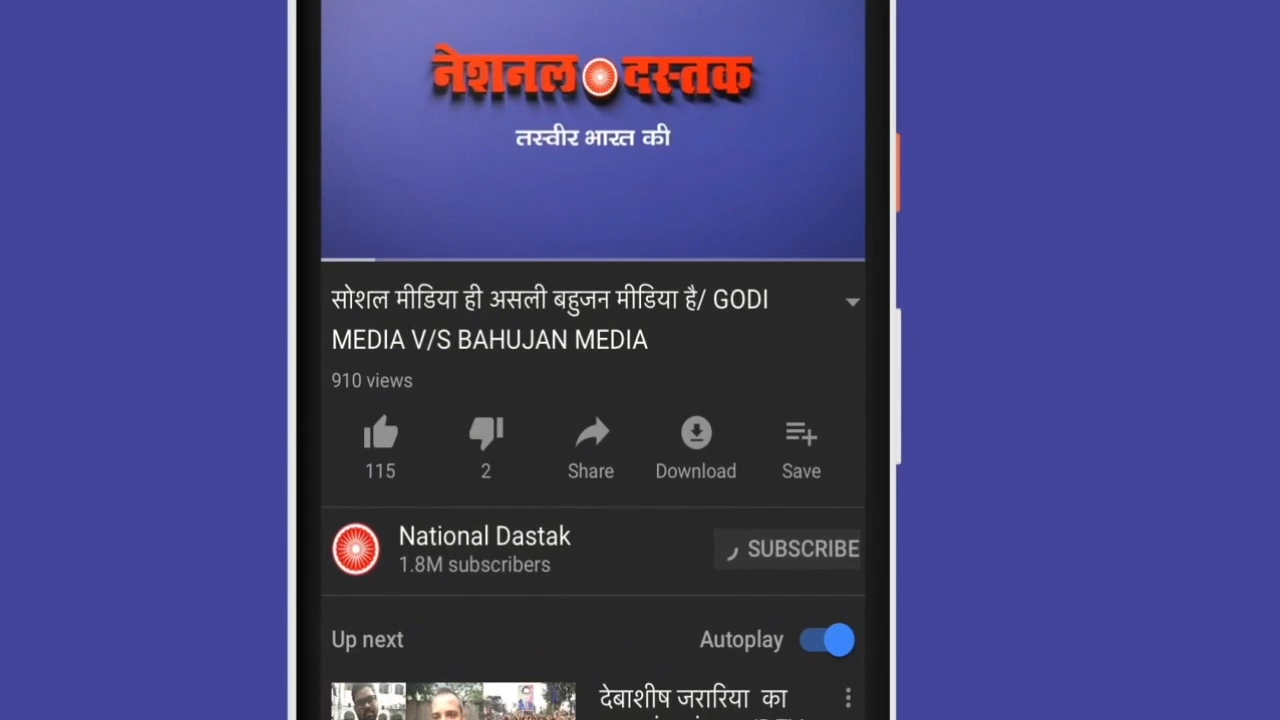 नेशनल दस्तक
तस्वीर भारत की
सोशल मीडिया ही असली बहुजन मीडिया है/ GODI
MEDIA V/S BAHUJAN MEDIA
910 views
115
2
Share
Download
Save
National Dastak
1.8M subscribers
SUBSCRIBE
Up next
Autoplay
देबाशीष जरारिया का